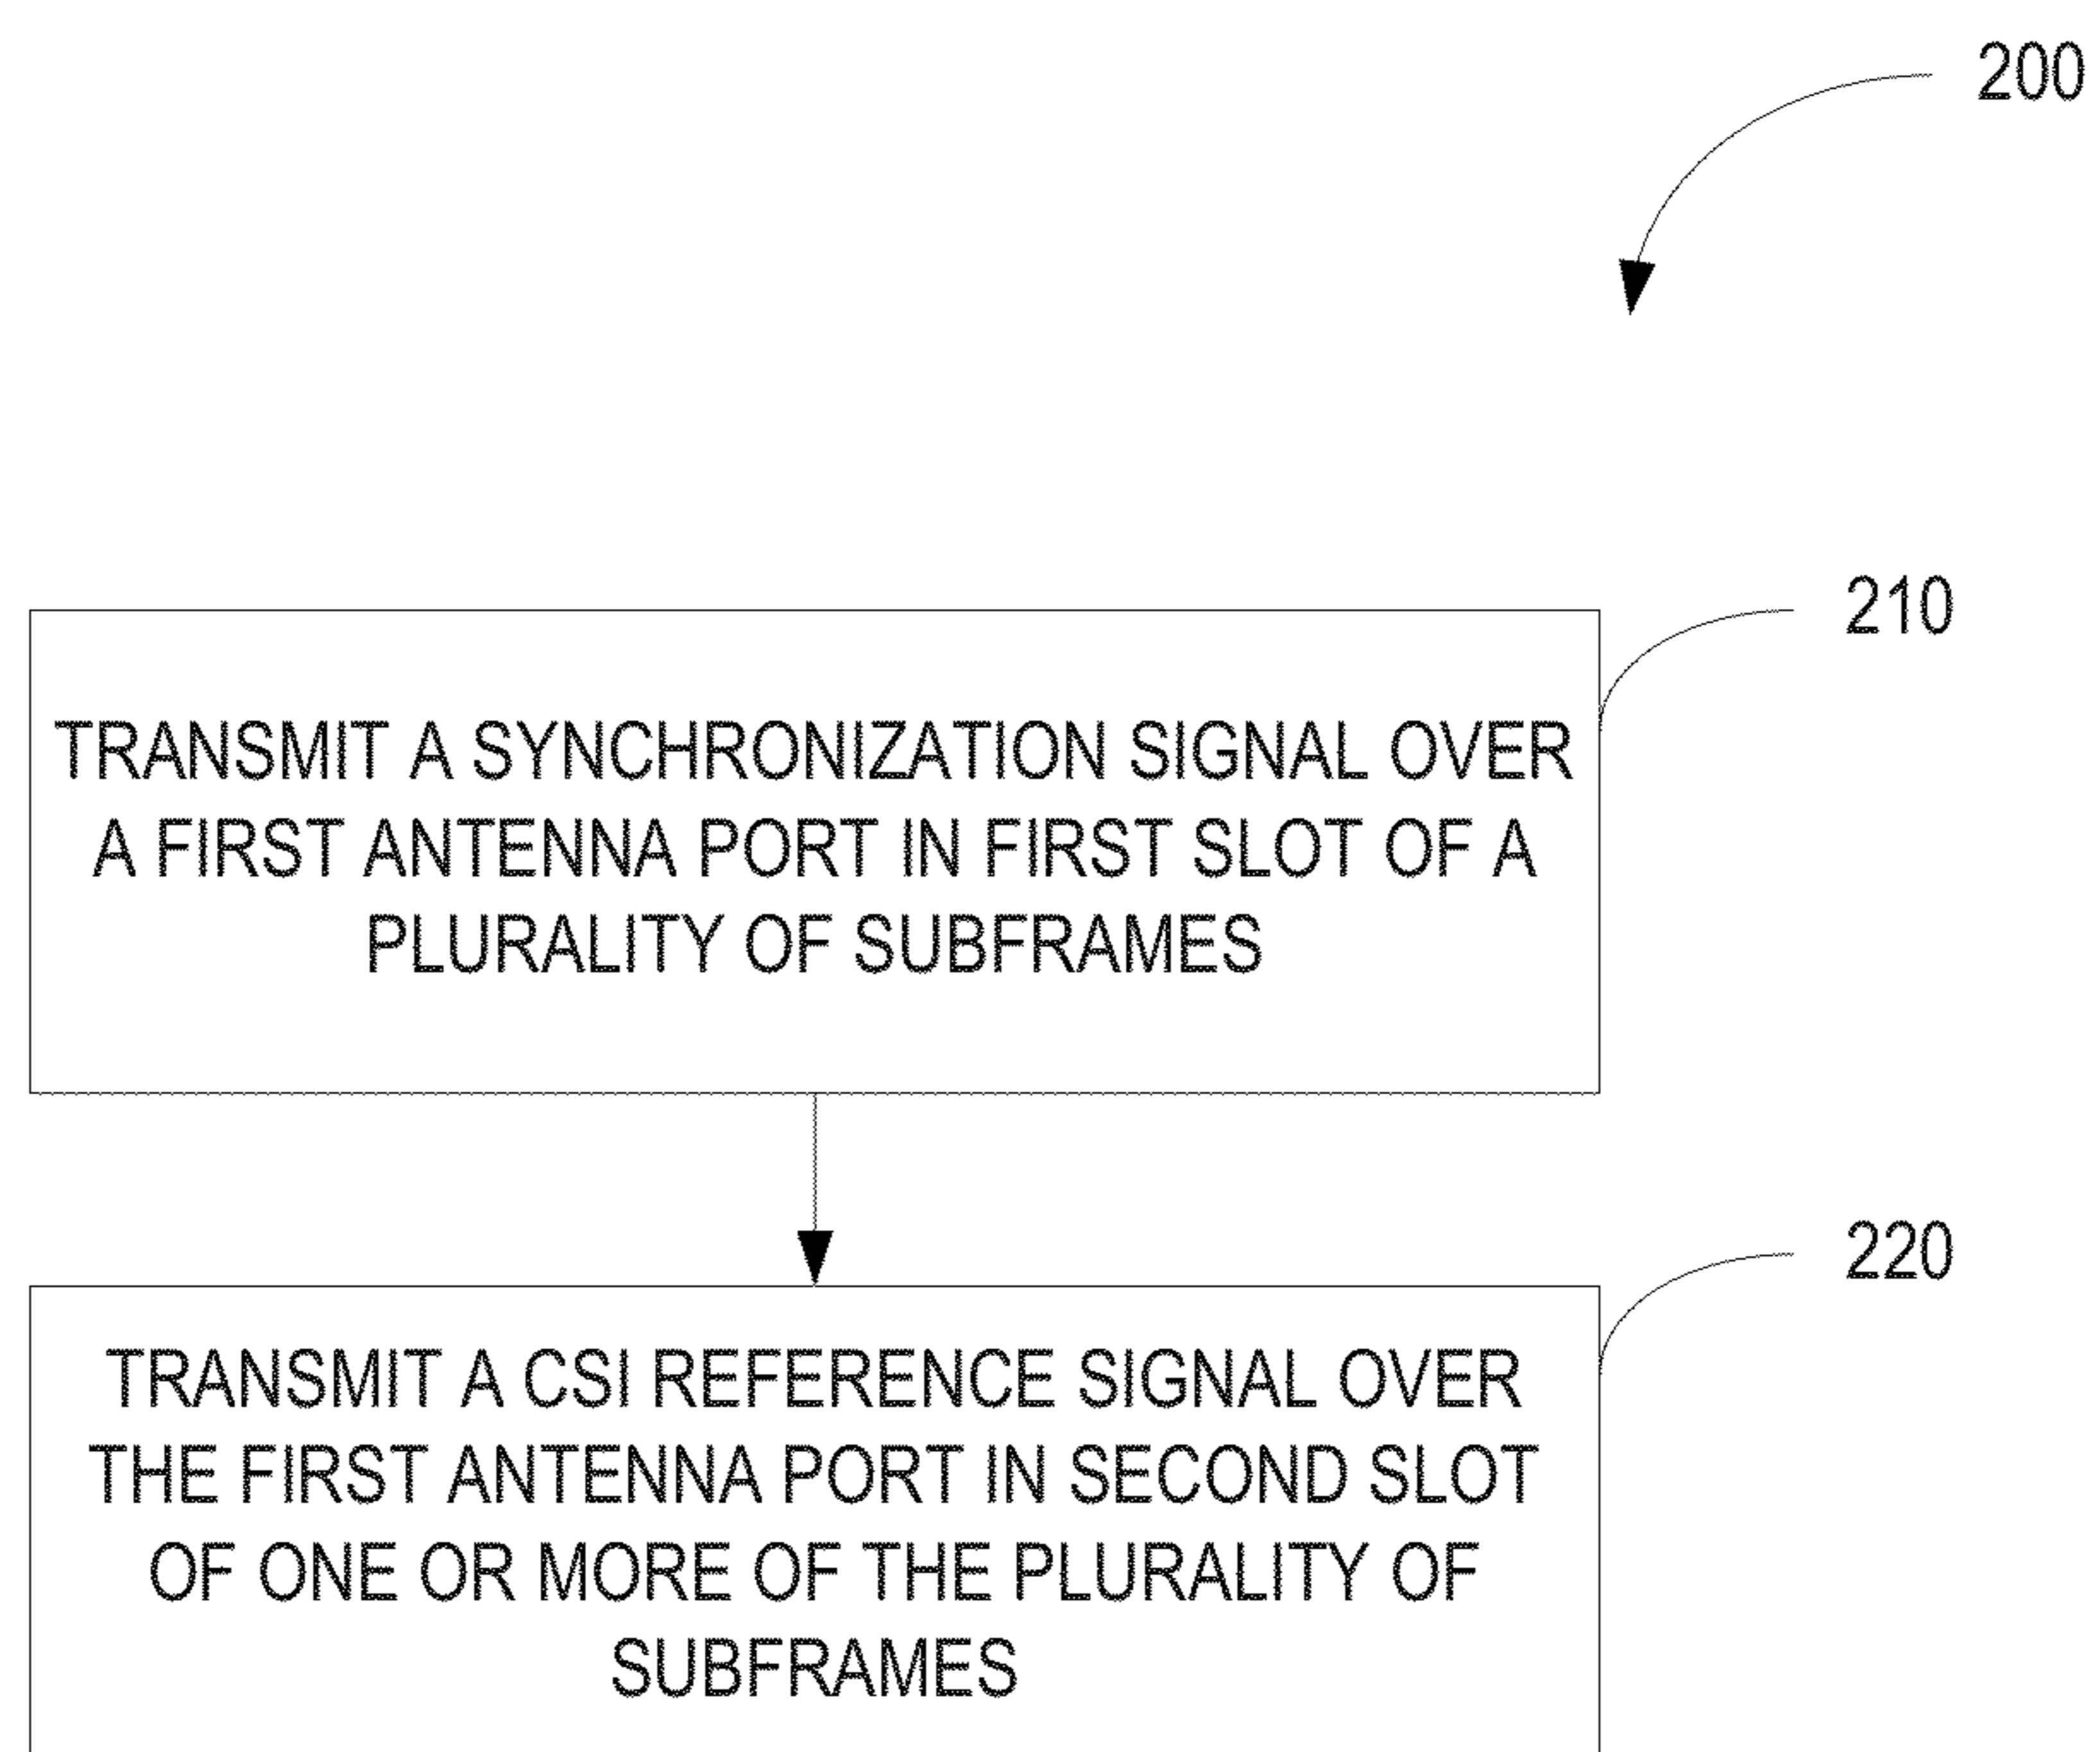 200
210
TRANSMIT A SYNCHRONIZATION SIGNAL OVER
A FIRST ANTENNA PORT IN FIRST SLOT OF A
PLURALITY OF SUBFRAMES
220
TRANSMIT A CSI REFERENCE SIGNAL OVER
THE FIRST ANTENNA PORT IN SECOND SLOT
OF ONE OR MORE OF THE PLURALITY OF
SUBFRAMES